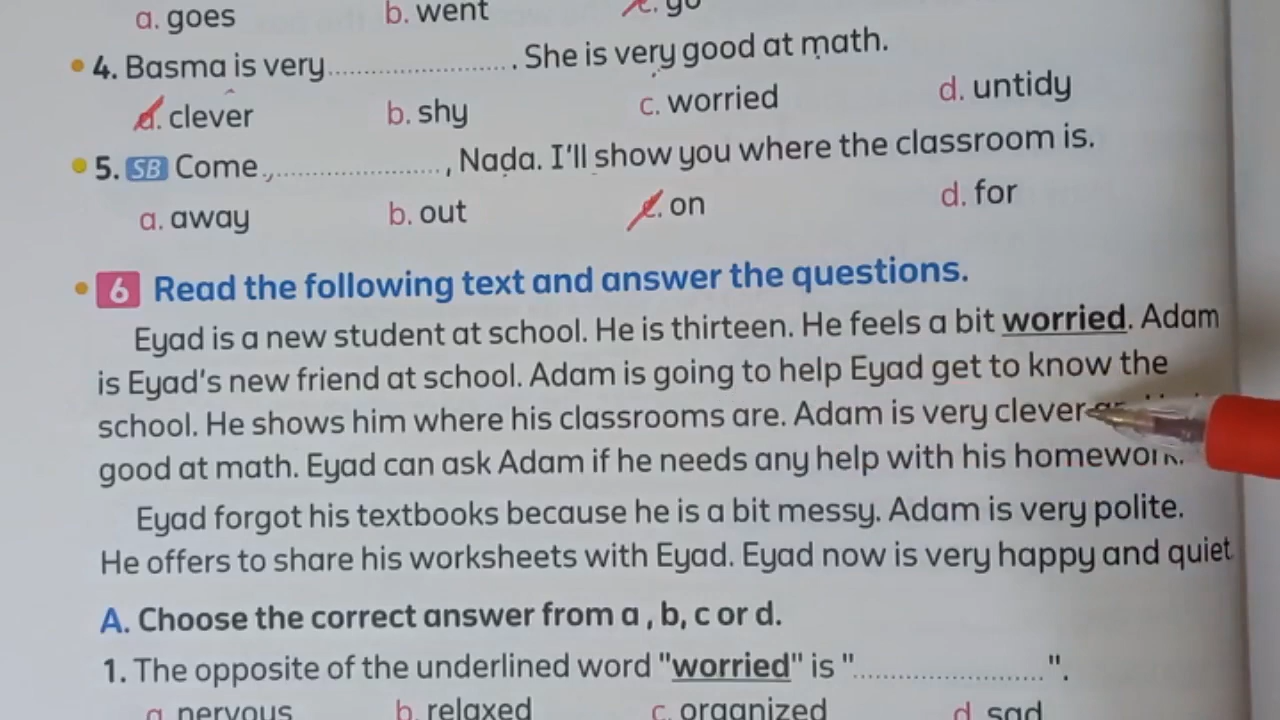 a. goes b. went c. go
4. Basma is very ........................ . She is very good at math.
a. clever b. shy c. worried d. untidy
5. SB Come ........................ , Nada. I'll show you where the classroom is.
a. away b. out c. on d. for
6 Read the following text and answer the questions.
Eyad is a new student at school. He is thirteen. He feels a bit worried. Adam
is Eyad's new friend at school. Adam is going to help Eyad get to know the
school. He shows him where his classrooms are. Adam is very clever
good at math. Eyad can ask Adam if he needs any help with his homework.
Eyad forgot his textbooks because he is a bit messy. Adam is very polite.
He offers to share his worksheets with Eyad. Eyad now is very happy and quiet
A. Choose the correct answer from a , b, c or d.
1. The opposite of the underlined word "worried" is "........................".
a. nervous b. relaxed c. organized d. sad